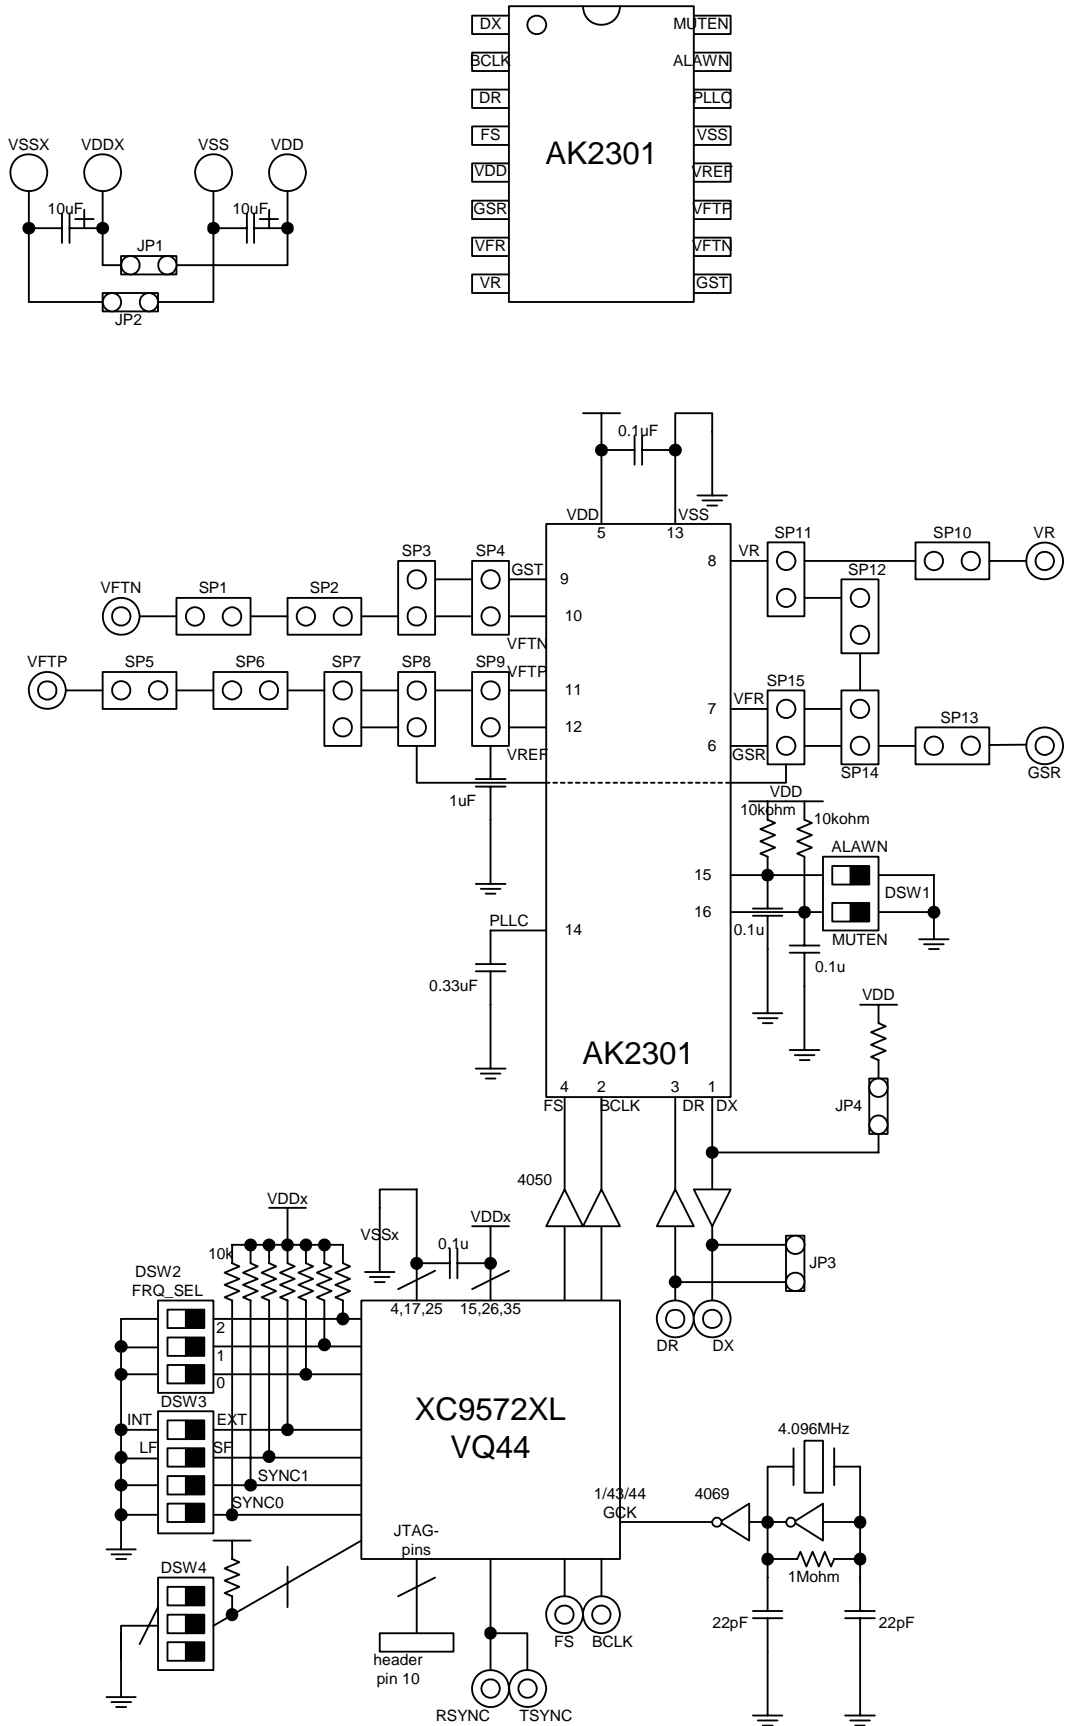 DX
MUTEN
BCLK
ALAWN
DR
PLLC
FS
VSS
VDD
VREF
GSR
VFTP
VFR
VFTN
VR
GST
AK2301
VSSX
VDDX
VSS
VDD
10uF
10uF
JP1
JP2
0.1uF
VDD
VSS
5
13
SP3
SP4
GST
9
8
VR
SP11
SP10
VR
VFTN
SP1
SP2
10
SP12
VFTN
VFTP
SP5
SP6
SP7
SP8
SP9
VFTP
11
12
VREF
7
VFR
SP15
6
GSR
SP14
SP13
GSR
1uF
VDD
10kohm
10kohm
ALAWN
15
DSW1
16
MUTEN
0.1u
0.1u
PLLC
14
0.33uF
VDD
AK2301
JP4
4
2
3
1
FS
BCLK
DR
DX
4050
VDDx
VSSx
0.1u
VDDx
JP3
10k
DSW2
FRQ_SEL
2
1
0
4,17,25
15,26,35
DR
DX
DSW3
INT
EXT
LF
SF
SYNC1
SYNC0
XC9572XL
VQ44
4.096MHz
1/43/44
GCK
4069
1Mohm
22pF
22pF
JTAG-
pins
DSW4
header
pin 10
FS
BCLK
RSYNC
TSYNC